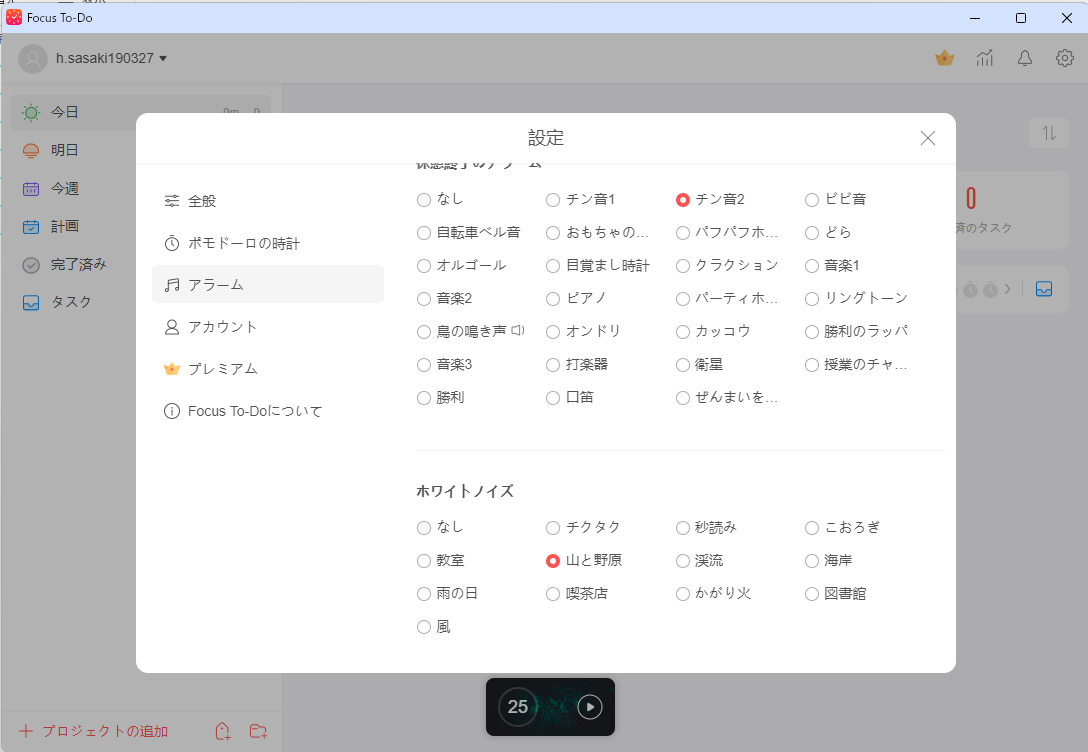 Focus To-Do
h.sasaki190327
今日
明日
今週
計画
完了済み
タスク
プロジェクトの追加
0
済のタスク
設定
全般
ポモドーロの時計
アラーム
アカウント
プレミアム
Focus To-Doについて
休憩終了のアラーム
なし チン音1 チン音2 ビビ音
自転車ベル音 おもちゃの... パフパフホ... どら
オルゴール 目覚まし時計 クラクション 音楽1
音楽2 ピアノ パーティホ... リングトーン
鳥の鳴き声 オンドリ カッコウ 勝利のラッパ
音楽3 打楽器 衛星 授業のチャ...
勝利 口笛 ぜんまいを...
ホワイトノイズ
なし チクタク 秒読み こおろぎ
教室 山と野原 渓流 海岸
雨の日 喫茶店 かがり火 図書館
風
25